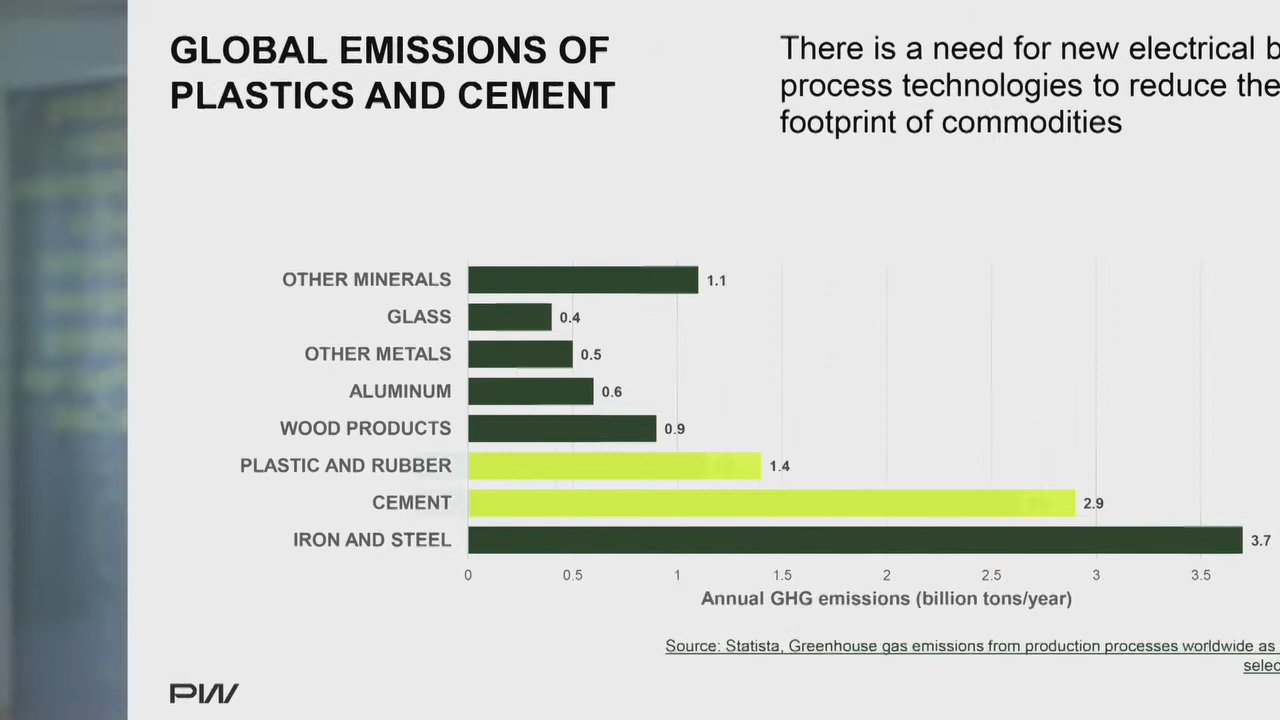 GLOBAL EMISSIONS OF
PLASTICS AND CEMENT
There is a need for new electrical
process technologies to reduce the
footprint of commodities
OTHER MINERALS 1.1
GLASS 0.4
OTHER METALS 0.5
ALUMINUM 0.6
WOOD PRODUCTS 0.9
PLASTIC AND RUBBER 1.4
CEMENT 2.9
IRON AND STEEL 3.7
0 0.5 1 1.5 2 2.5 3 3.5
Annual GHG emissions (billion tons/year)
Source: Statista, Greenhouse gas emissions from production processes worldwide as
PW